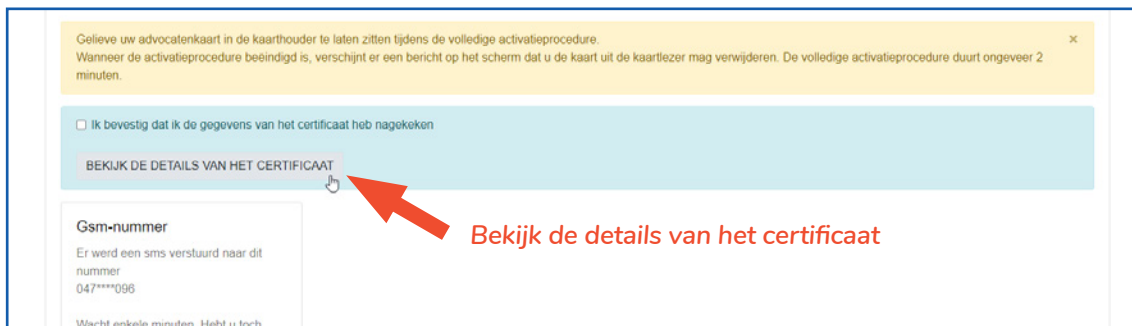 Gelieve uw advocatenkaart in de kaarthouder te laten zitten tijdens de volledige activatieprocedure.
×
Wanneer de activatieprocedure beëindigd is, verschijnt er een bericht op het scherm dat u de kaart uit de kaartlezer mag verwijderen. De volledige activatieprocedure duurt ongeveer 2
minuten.
Ik bevestig dat ik de gegevens van het certificaat heb nagekeken
BEKIJK DE DETAILS VAN HET CERTIFICAAT
Bekijk de details van het certificaat
Gsm-nummer
Er werd een sms verstuurd naar dit
nummer
047****096
Wacht enkele minuten. Hebt u toch